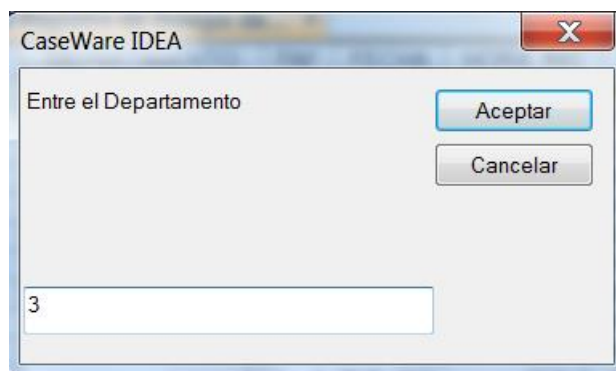 CaseWare IDEA
Entre el Departamento
Aceptar
Cancelar
3